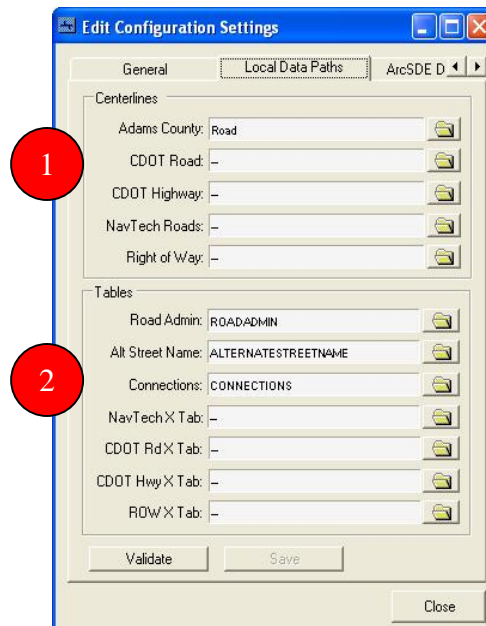 Edit Configuration Settings
General Local Data Paths ArcSDE D
Centerlines
Adams County: Road
1
CDOT Road: –
CDOT Highway: –
NavTech Roads: –
Right of Way: –
Tables
Road Admin: ROADADMIN
Alt Street Name: ALTERNATESTREETNAME
2
Connections: CONNECTIONS
NavTech X Tab: –
CDOT Rd X Tab: –
CDOT Hwy X Tab: –
ROW X Tab: –
Validate Save
Close